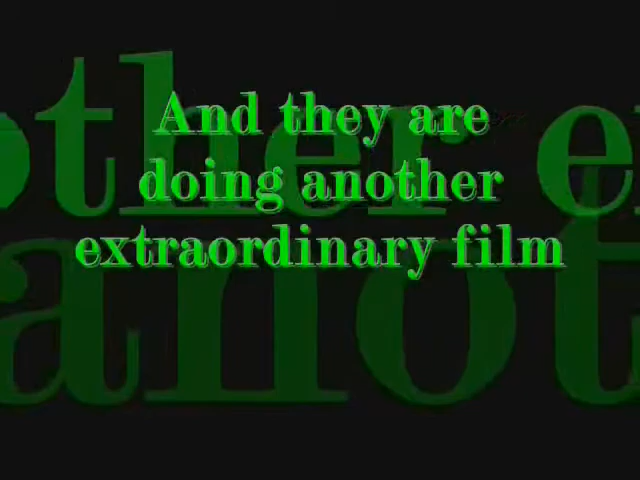 And they are
doing another
extraordinary film